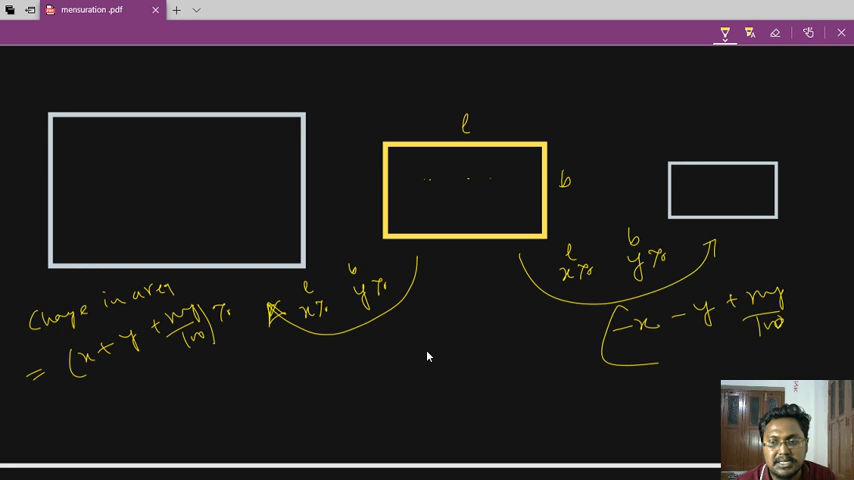 mensuration .pdf
l
b
l b
x% y%
l b
x% y%
Change in area
= (x + y + xy/100) %
-x - y + xy/100